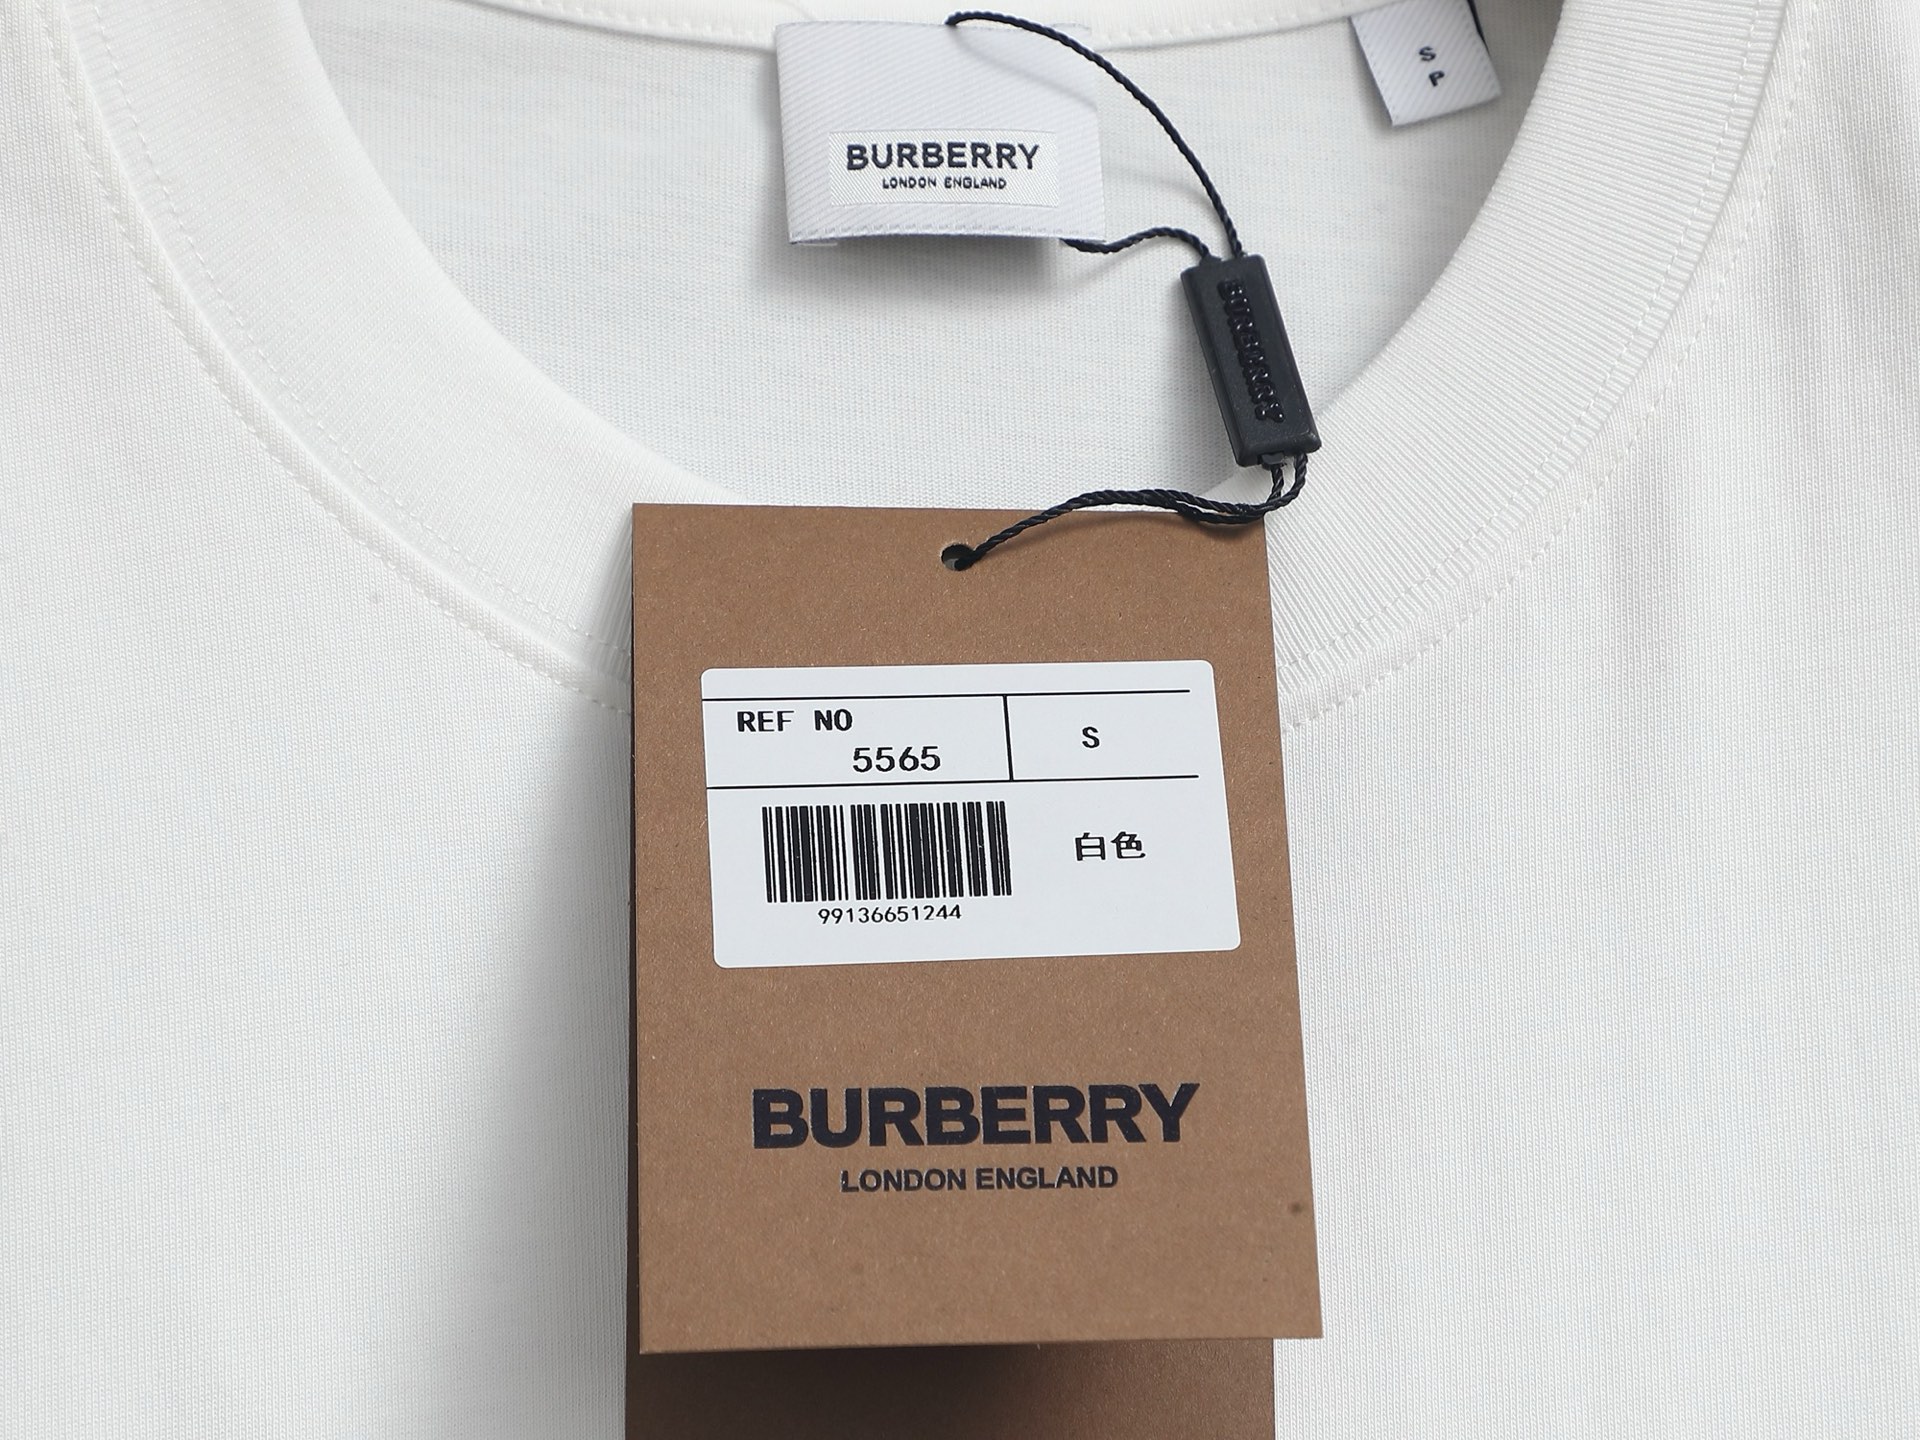 BURBERRY
LONDON ENGLAND
S
P
BURBERRY
REF NO
5565
S
白色
99136651244
BURBERRY
LONDON ENGLAND